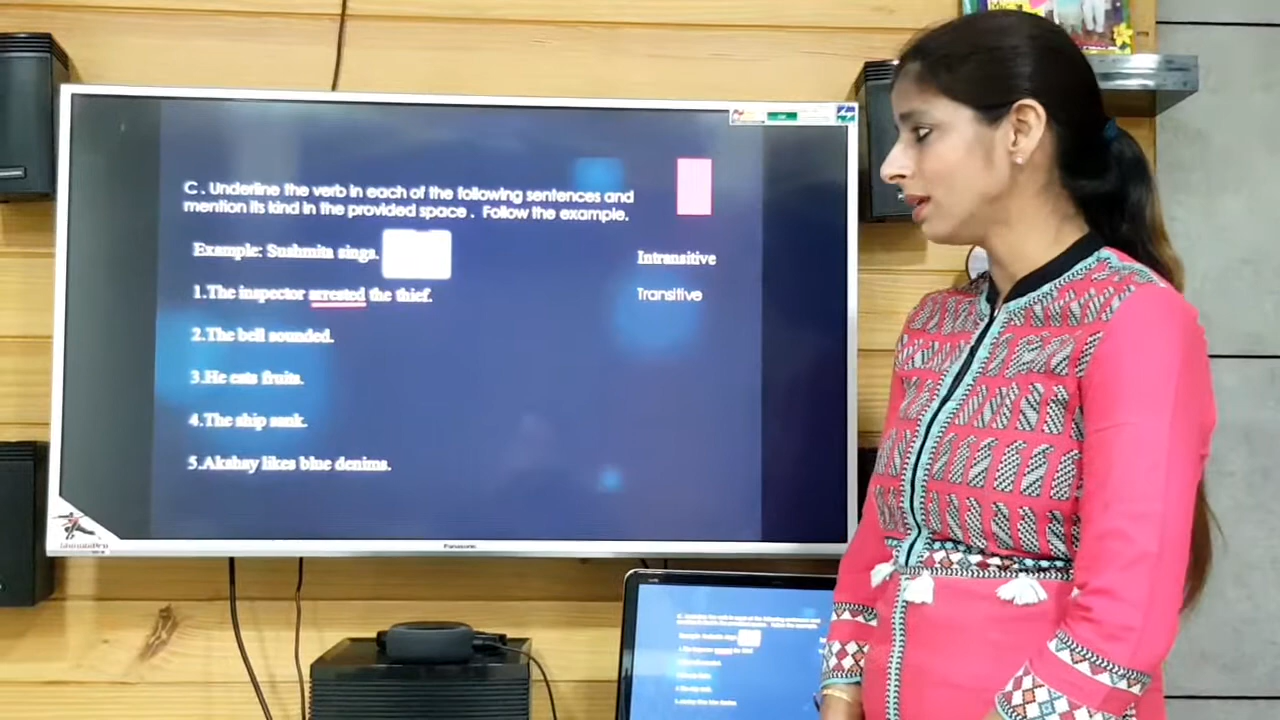 C . Underline the verb in each of the following sentences and
mention its kind in the provided space . Follow the example.
Example: Sushmita sings.
Intransitive
1.The inspector arrested the thief.
Transitive
2.The bell sounded.
3.He eats fruits.
4.The ship sank.
5.Akshay likes blue denims.
Panasonic